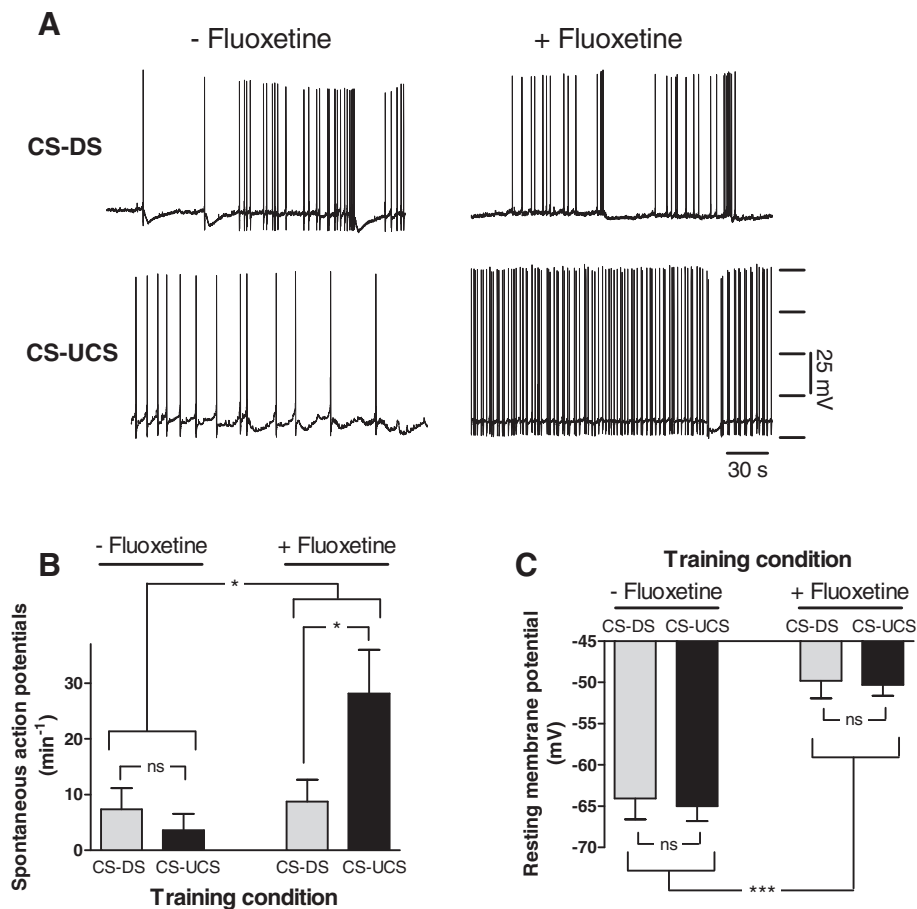 A
- Fluoxetine
+ Fluoxetine
CS-DS
CS-UCS
25 mV
30 s
B
- Fluoxetine
+ Fluoxetine
*
*
ns
Spontaneous action potentials
(min⁻¹)
30
20
10
0
CS-DS
CS-UCS
CS-DS
CS-UCS
Training condition
C
Training condition
- Fluoxetine
+ Fluoxetine
CS-DS
CS-UCS
CS-DS
CS-UCS
Resting membrane potential
(mV)
-45
-50
-55
-60
-65
-70
ns
ns
***